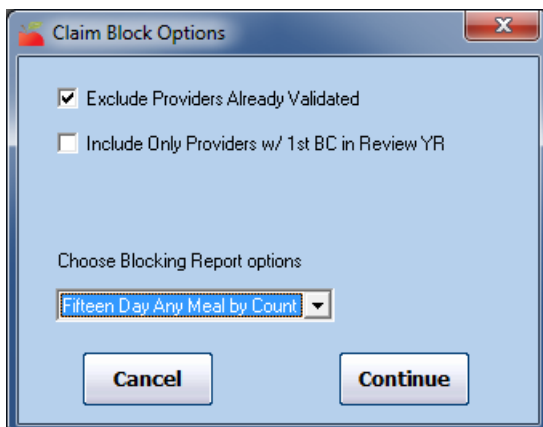 Claim Block Options
Exclude Providers Already Validated
Include Only Providers w/ 1st BC in Review YR
Choose Blocking Report options
Fifteen Day Any Meal by Count
Cancel
Continue